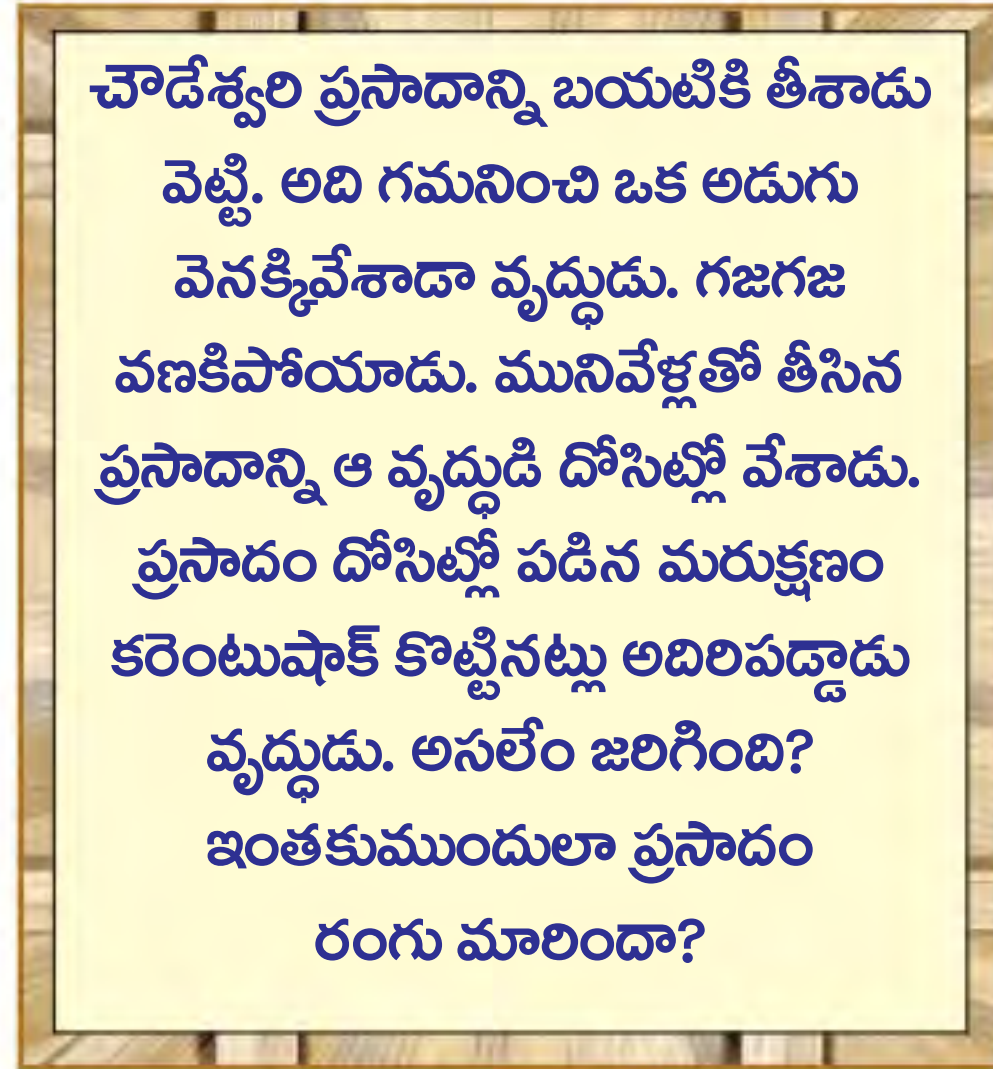 చౌడేశ్వరి ప్రసాదాన్ని బయటికి తీశాడు
వెట్టి. అది గమనించి ఒక అడుగు
వెనక్కివేశాడా వృద్ధుడు. గజగజ
వణకిపోయాడు. మునివేళ్లతో తీసిన
ప్రసాదాన్ని ఆ వృద్ధుడి దోసిట్లో వేశాడు.
ప్రసాదం దోసిట్లో పడిన మరుక్షణం
కరెంటుషాక్ కొట్టినట్లు అదిరిపడ్డాడు
వృద్ధుడు. అసలేం జరిగింది?
ఇంతకుముందులా ప్రసాదం
రంగు మారిందా?